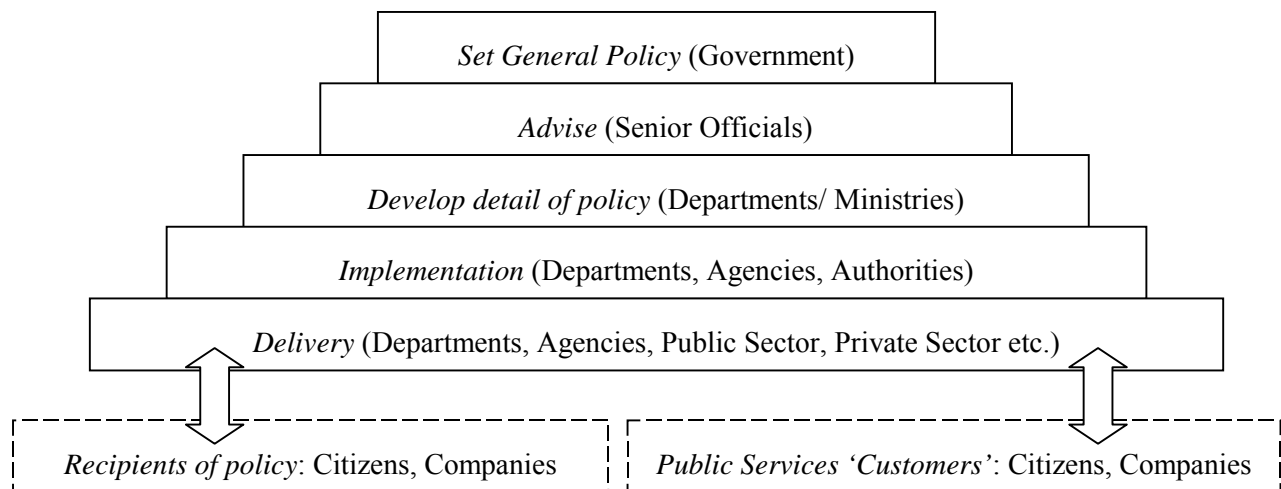 Set General Policy (Government)
Advise (Senior Officials)
Develop detail of policy (Departments/ Ministries)
Implementation (Departments, Agencies, Authorities)
Delivery (Departments, Agencies, Public Sector, Private Sector etc.)
Recipients of policy: Citizens, Companies
Public Services ‘Customers’: Citizens, Companies